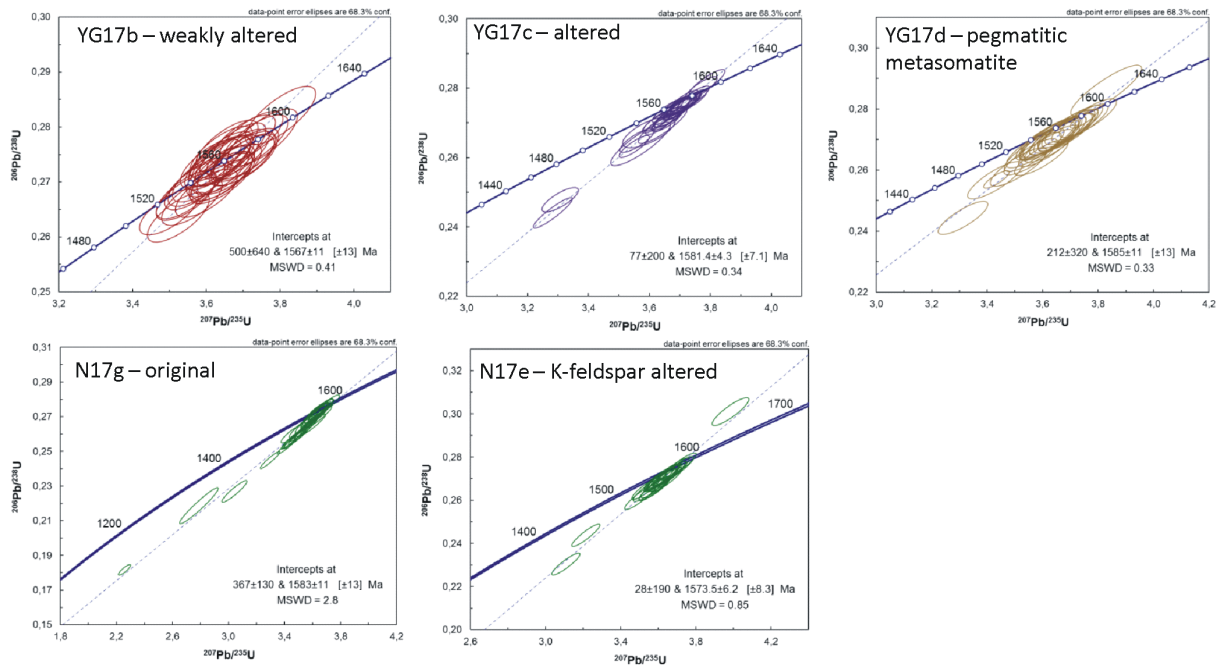 data-point error ellipses are 68.3% conf.
YG17b – weakly altered
0,30
0,29
0,28
0,27
0,26
0,25
206Pb/238U
1480
1520
1560
1600
1640
Intercepts at
500±640 & 1567±11 [±13] Ma
MSWD = 0.41
3,2
3,4
3,6
3,8
4,0
207Pb/235U
data-point error ellipses are 68.3% conf.
YG17c – altered
0,30
0,28
0,26
0,24
0,22
206Pb/238U
1440
1480
1520
1560
1600
1640
Intercepts at
77±200 & 1581.4±4.3 [±7.1] Ma
MSWD = 0.34
3,0
3,2
3,4
3,6
3,8
4,0
207Pb/235U
data-point error ellipses are 68.3% conf.
YG17d – pegmatitic
metasomatite
0,30
0,28
0,26
0,24
0,22
206Pb/238U
1440
1480
1520
1560
1600
1640
Intercepts at
212±320 & 1585±11 [±13] Ma
MSWD = 0.33
3,0
3,2
3,4
3,6
3,8
4,0
4,2
207Pb/235U
data-point error ellipses are 68.3% conf.
N17g – original
0,31
0,29
0,27
0,25
0,23
0,21
0,19
0,17
0,15
206Pb/238U
1200
1400
1600
Intercepts at
367±130 & 1583±11 [±13] Ma
MSWD = 2.8
1,8
2,2
2,6
3,0
3,4
3,8
4,2
207Pb/235U
data-point error ellipses are 68.3% conf.
N17e – K-feldspar altered
0,32
0,30
0,28
0,26
0,24
0,22
0,20
206Pb/238U
1400
1500
1600
1700
Intercepts at
28±190 & 1573.5±6.2 [±8.3] Ma
MSWD = 0.85
2,6
3,0
3,4
3,8
4,2
207Pb/235U